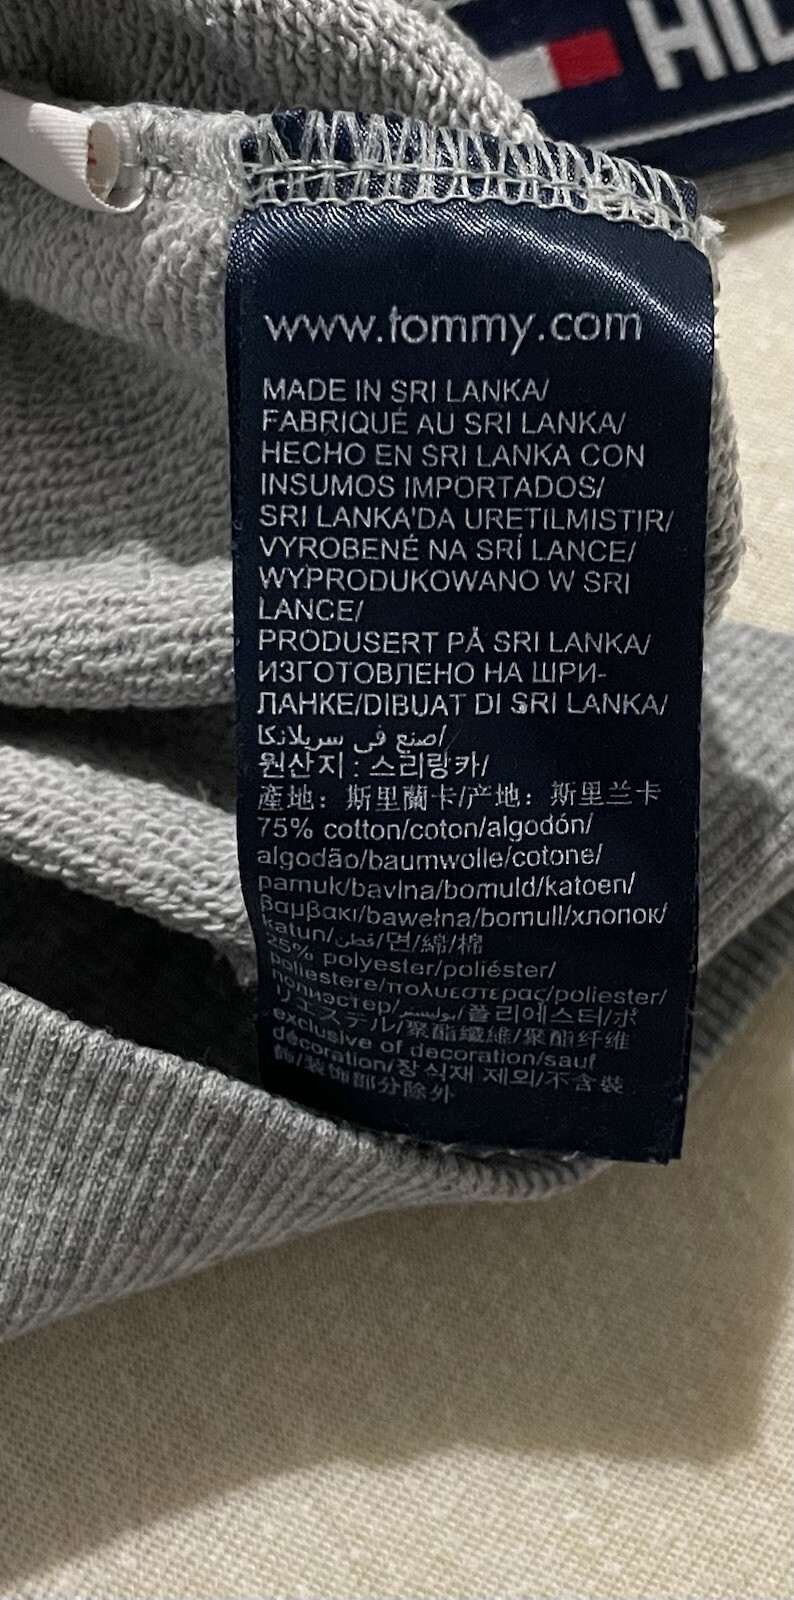 HIL
www.tommy.com
MADE IN SRI LANKA/
FABRIQUÉ AU SRI LANKA/
HECHO EN SRI LANKA CON
INSUMOS IMPORTADOS/
SRI LANKA'DA URETILMISTIR/
VYROBENÉ NA SRÍ LANCE/
WYPRODUKOWANO W SRI
LANCE/
PRODUSERT PÅ SRI LANKA/
ИЗГОТОВЛЕНО НА ШРИ-
ЛАНКЕ/DIBUAT DI SRI LANKA/
صنع في سريلانكا/
원산지: 스리랑카/
產地: 斯里蘭卡/产地: 斯里兰卡
75% cotton/coton/algodón/
algodão/baumwolle/cotone/
pamuk/bavlna/bomuld/katoen/
βαμβακι/bawełna/bomull/хлопок/
katun/قطن/면/綿/棉
25% polyester/poliéster/
poliestere/πολυεστερας/poliester/
полиэстер/بوليستر/폴리에스터/ポ
リエステル/聚酯纖維/聚酯纤维
exclusive of decoration/sauf
décoration/장식재 제외/不含裝
飾/装饰部分除外